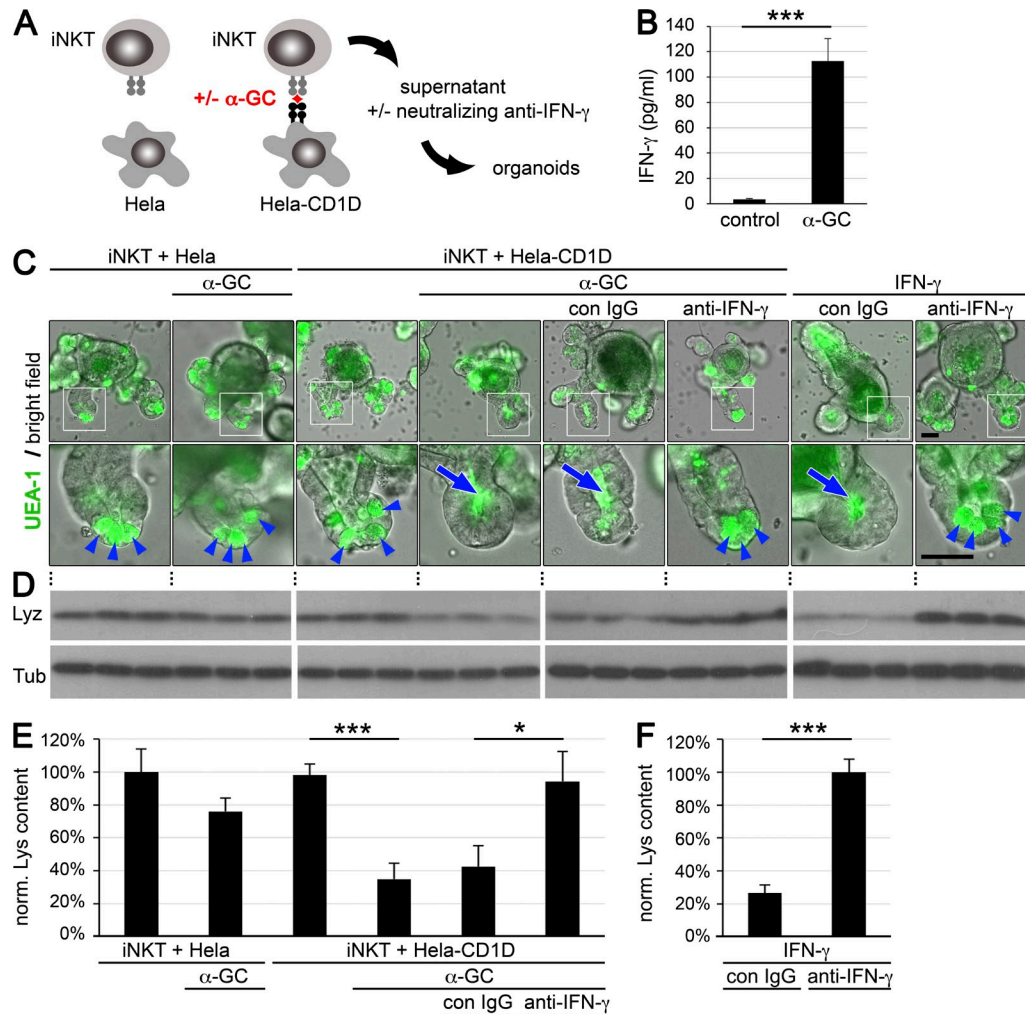 A
iNKT
iNKT
+/- α-GC
supernatant
+/- neutralizing anti-IFN-γ
organoids
Hela
Hela-CD1D
B
***
IFN-γ (pg/ml)
140
120
100
80
60
40
20
0
control
α-GC
C
iNKT + Hela
iNKT + Hela-CD1D
α-GC
α-GC
IFN-γ
con IgG
anti-IFN-γ
con IgG
anti-IFN-γ
UEA-1 / bright field
D
Lyz
Tub
E
norm. Lys content
120%
100%
80%
60%
40%
20%
0%
***
*
iNKT + Hela
iNKT + Hela-CD1D
α-GC
α-GC
con IgG
anti-IFN-γ
F
norm. Lys content
120%
100%
80%
60%
40%
20%
0%
***
IFN-γ
con IgG
anti-IFN-γ